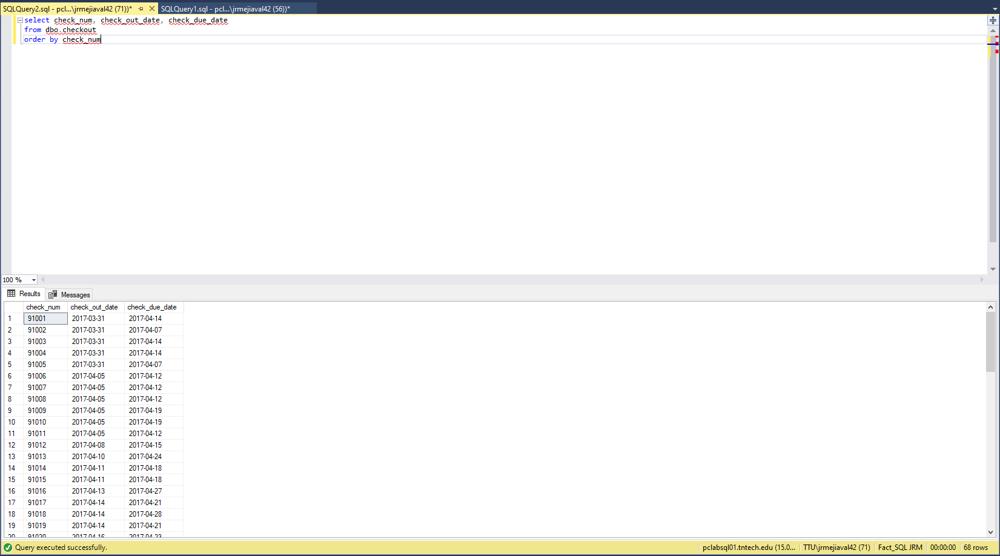 SQLQuery2.sql - pcl...\jrmejiaval42 (71))* SQLQuery1.sql - pcl...\jrmejiaval42 (56))*
select check_num, check_out_date, check_due_date
from dbo.checkout
order by check_num
100 %
Results Messages
check_num check_out_date check_due_date
1 91001 2017-03-31 2017-04-14
2 91002 2017-03-31 2017-04-07
3 91003 2017-03-31 2017-04-14
4 91004 2017-03-31 2017-04-14
5 91005 2017-03-31 2017-04-07
6 91006 2017-04-05 2017-04-12
7 91007 2017-04-05 2017-04-12
8 91008 2017-04-05 2017-04-12
9 91009 2017-04-05 2017-04-19
10 91010 2017-04-05 2017-04-19
11 91011 2017-04-05 2017-04-12
12 91012 2017-04-08 2017-04-15
13 91013 2017-04-10 2017-04-24
14 91014 2017-04-11 2017-04-18
15 91015 2017-04-11 2017-04-18
16 91016 2017-04-13 2017-04-27
17 91017 2017-04-14 2017-04-21
18 91018 2017-04-14 2017-04-28
19 91019 2017-04-14 2017-04-21
20 91020 2017-04-16 2017-04-23
Query executed successfully. pclabsql01.tntech.edu (15.0... TTU\jrmejiaval42 (71) Fact_SQL JRM 00:00:00 68 rows